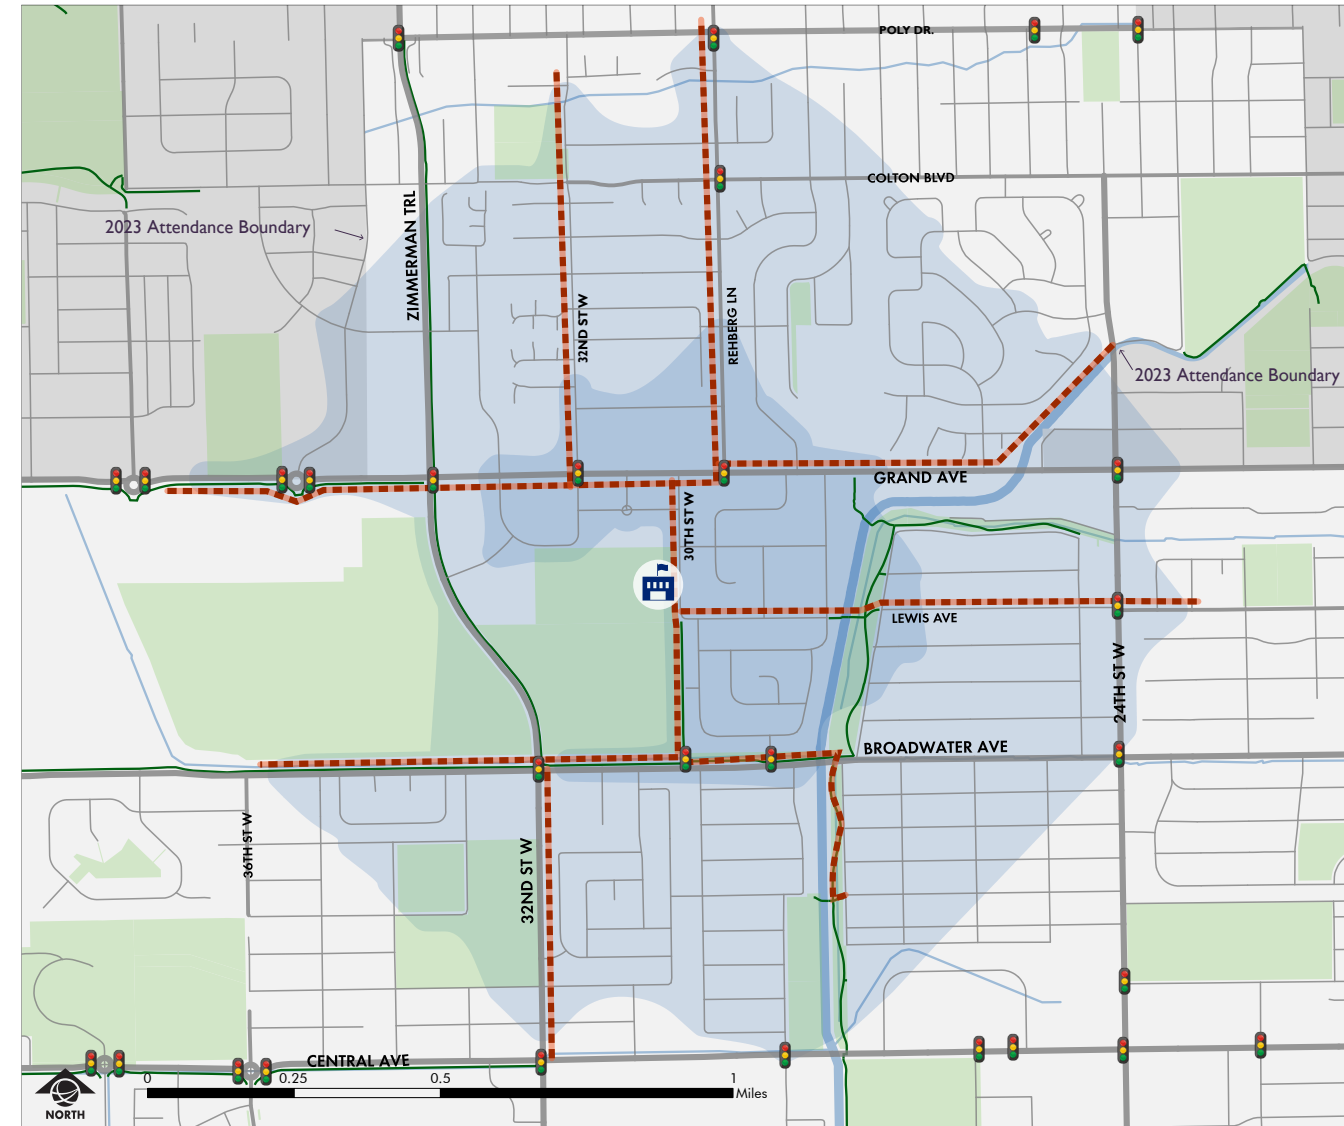 POLY DR.
COLTON BLVD
2023 Attendance Boundary
ZIMMERMAN TRL
32ND ST W
REHBERG LN
2023 Attendance Boundary
GRAND AVE
30TH ST W
LEWIS AVE
24TH ST W
BROADWATER AVE
36TH ST W
32ND ST W
CENTRAL AVE
0 0.25 0.5 1
Miles
NORTH